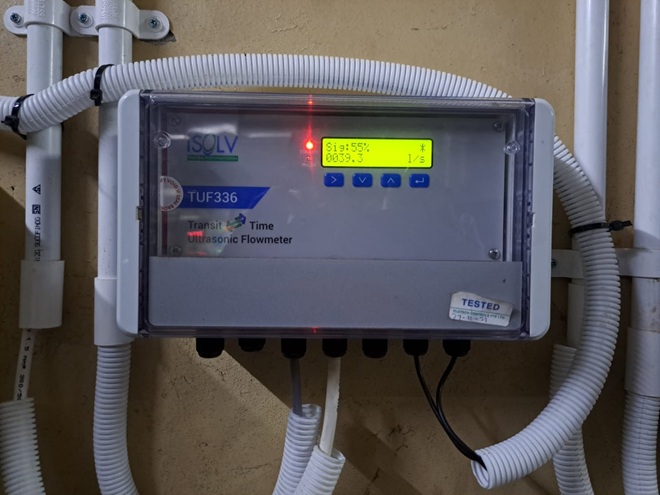 iSOLV
Sig:55% *
0039.3 l/s
TUF336
Transit Time
Ultrasonic Flowmeter
TESTED